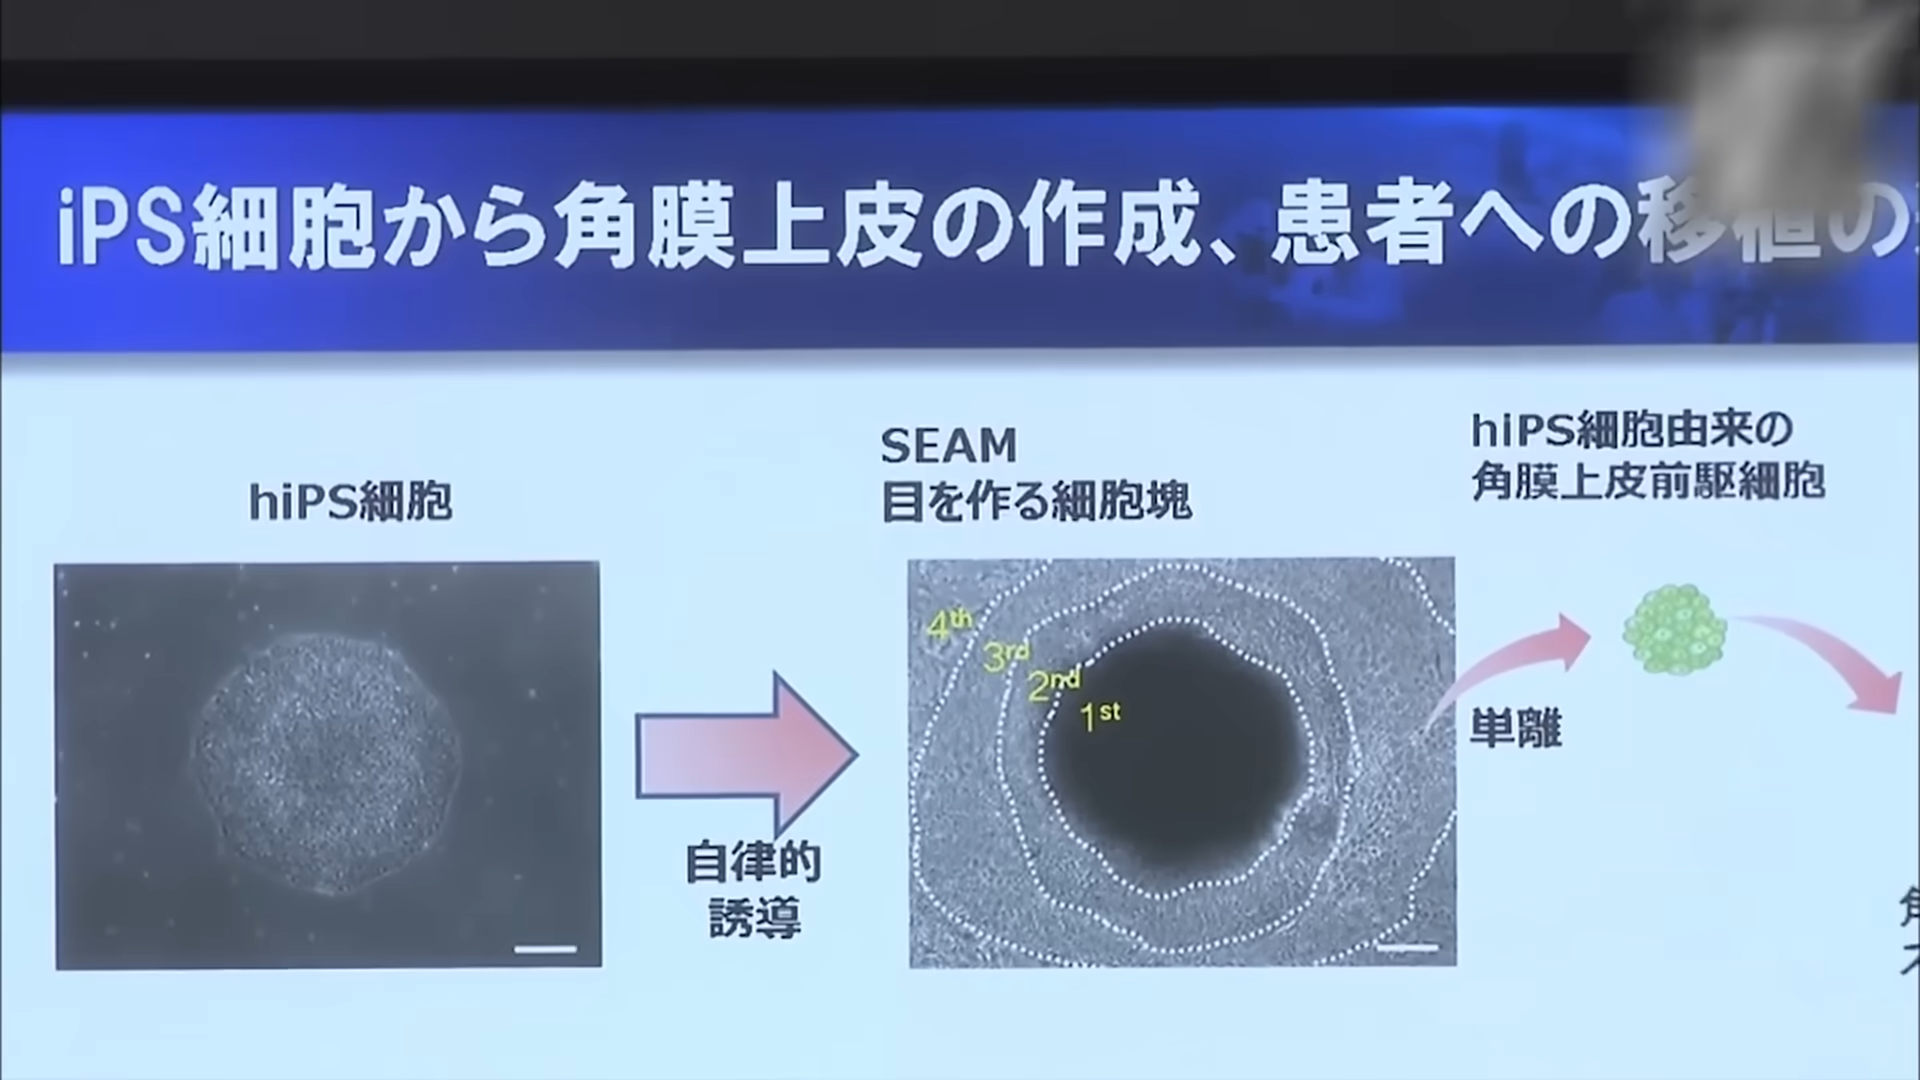 iPS細胞から角膜上皮の作成、患者への移植の
hiPS細胞
自律的
誘導
SEAM
目を作る細胞塊
4th
3rd
2nd
1st
hiPS細胞由来の
角膜上皮前駆細胞
単離